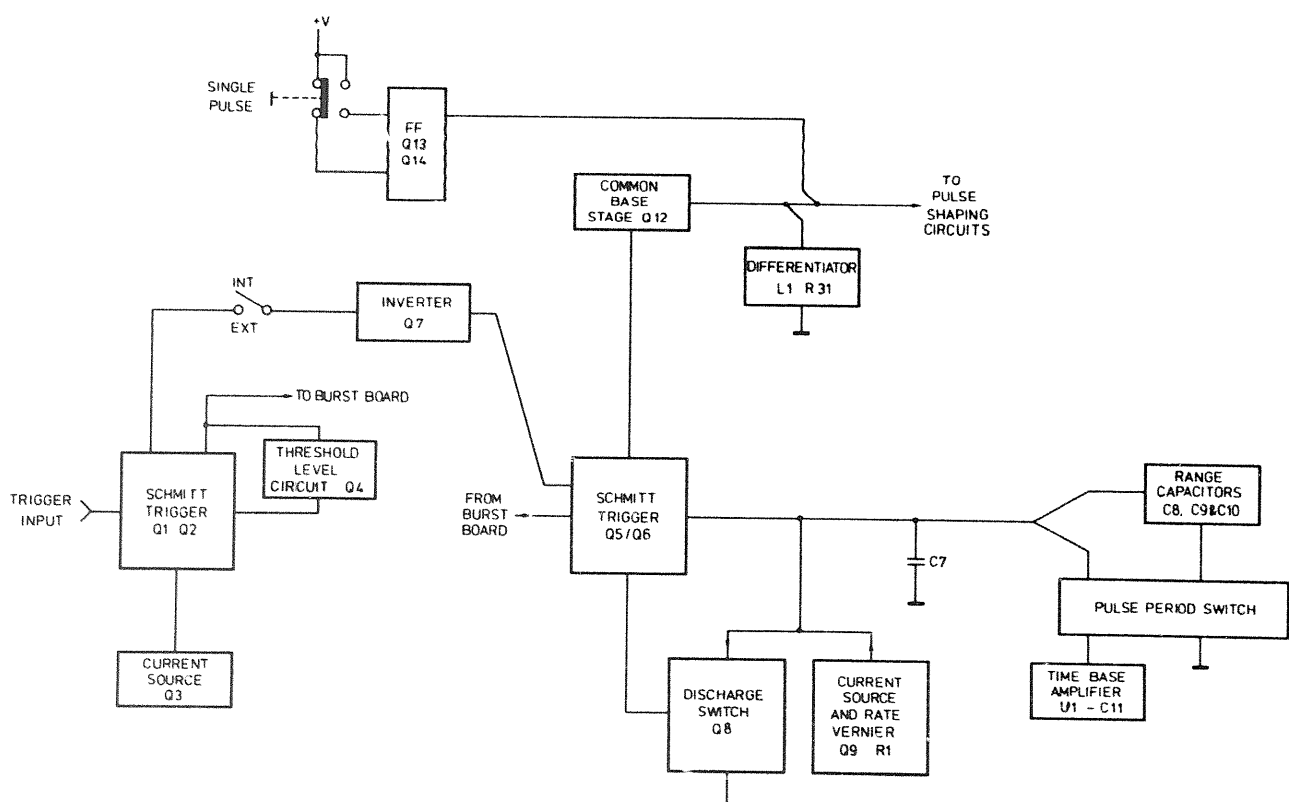 +V
SINGLE
PULSE
FF
Q13
Q14
COMMON
BASE
STAGE Q12
TO
PULSE
SHAPING
CIRCUITS
DIFFERENTIATOR
L1 R31
INT
EXT
INVERTER
Q7
TO BURST BOARD
THRESHOLD
LEVEL
CIRCUIT Q4
TRIGGER
INPUT
SCHMITT
TRIGGER
Q1 Q2
CURRENT
SOURCE
Q3
FROM
BURST
BOARD
SCHMITT
TRIGGER
Q5/Q6
C7
RANGE
CAPACITORS
C8, C9&C10
PULSE PERIOD SWITCH
TIME BASE
AMPLIFIER
U1 - C11
DISCHARGE
SWITCH
Q8
CURRENT
SOURCE
AND RATE
VERNIER
Q9 R1